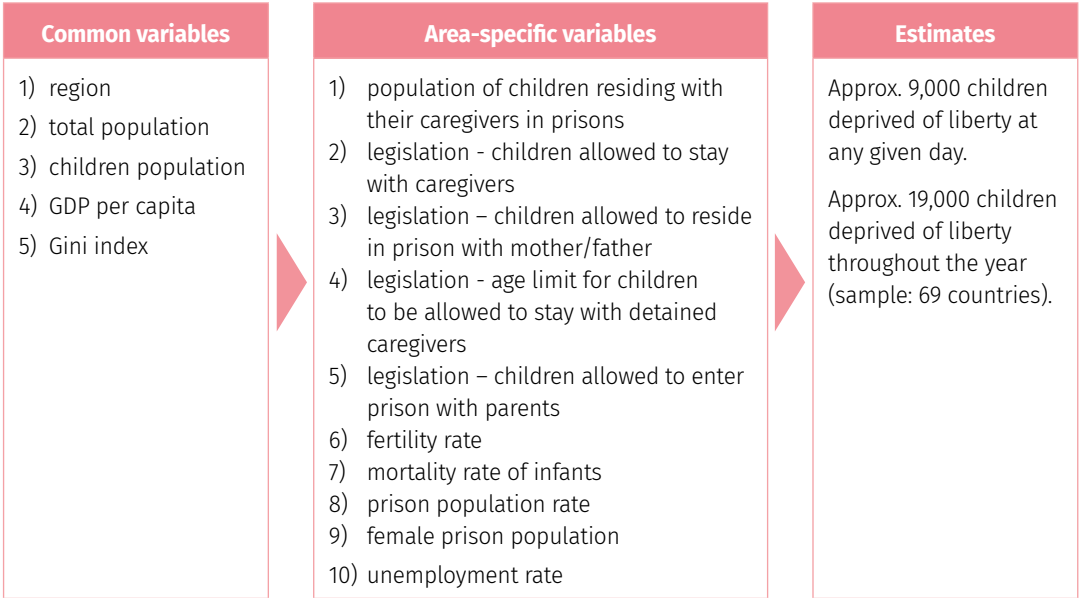 Common variables
1) region
2) total population
3) children population
4) GDP per capita
5) Gini index
Area-specific variables
1) population of children residing with
their caregivers in prisons
2) legislation - children allowed to stay
with caregivers
3) legislation – children allowed to reside
in prison with mother/father
4) legislation - age limit for children
to be allowed to stay with detained
caregivers
5) legislation – children allowed to enter
prison with parents
6) fertility rate
7) mortality rate of infants
8) prison population rate
9) female prison population
10) unemployment rate
Estimates
Approx. 9,000 children
deprived of liberty at
any given day.
Approx. 19,000 children
deprived of liberty
throughout the year
(sample: 69 countries).